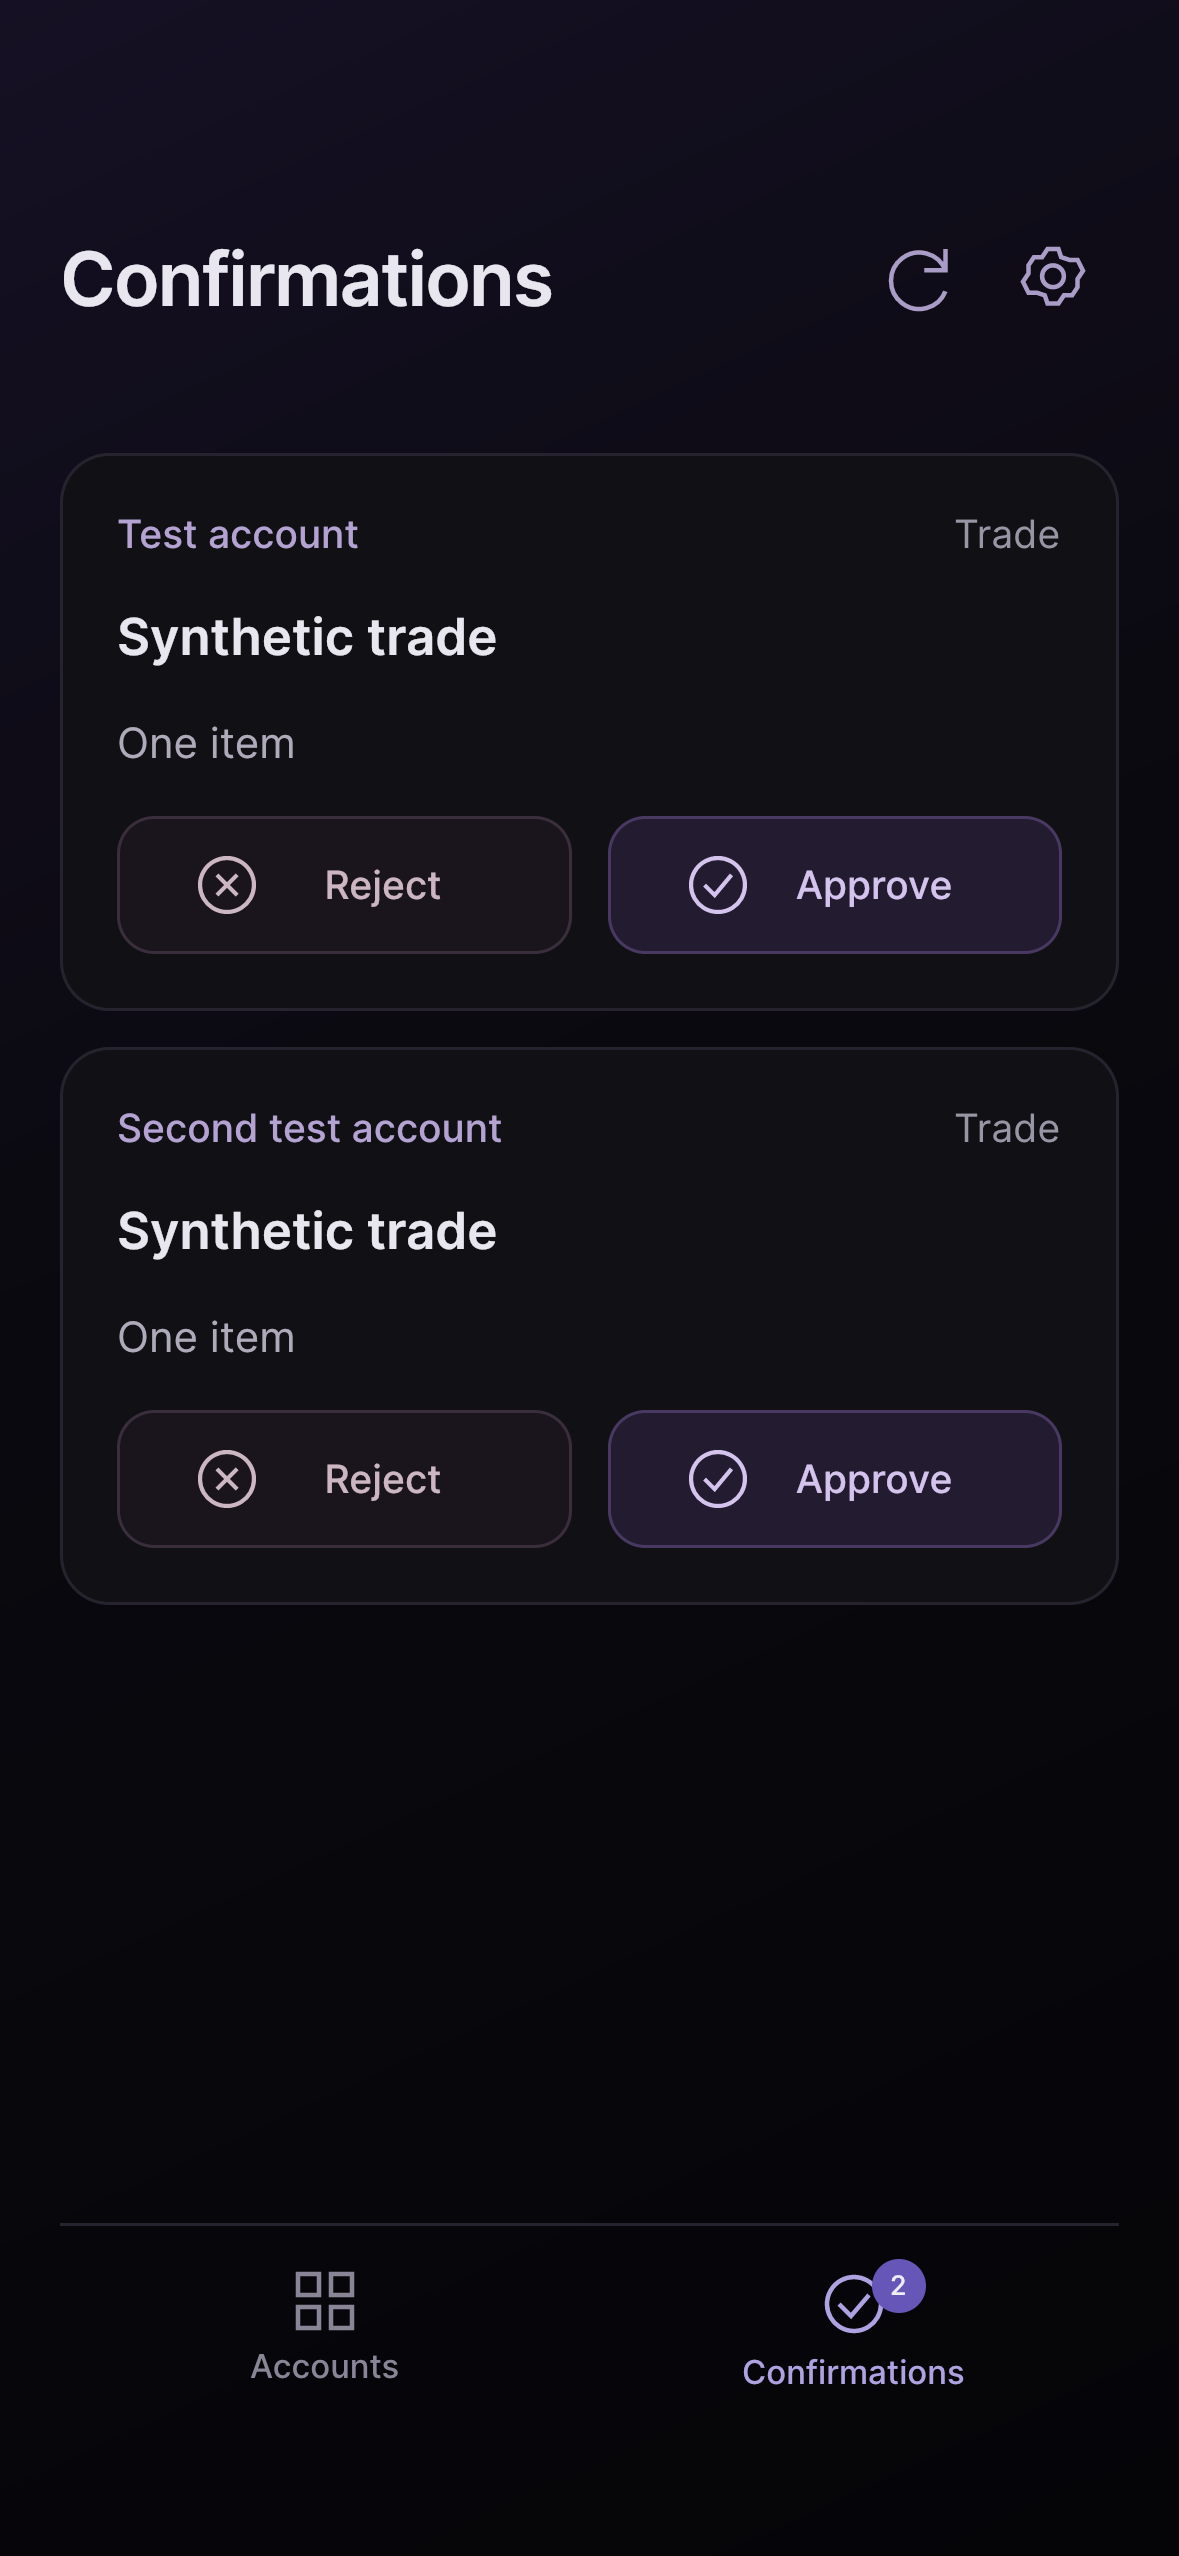 Confirmations
Test account
Trade
Synthetic trade
One item
Reject
Approve
Second test account
Trade
Synthetic trade
One item
Reject
Approve
2
Accounts
Confirmations